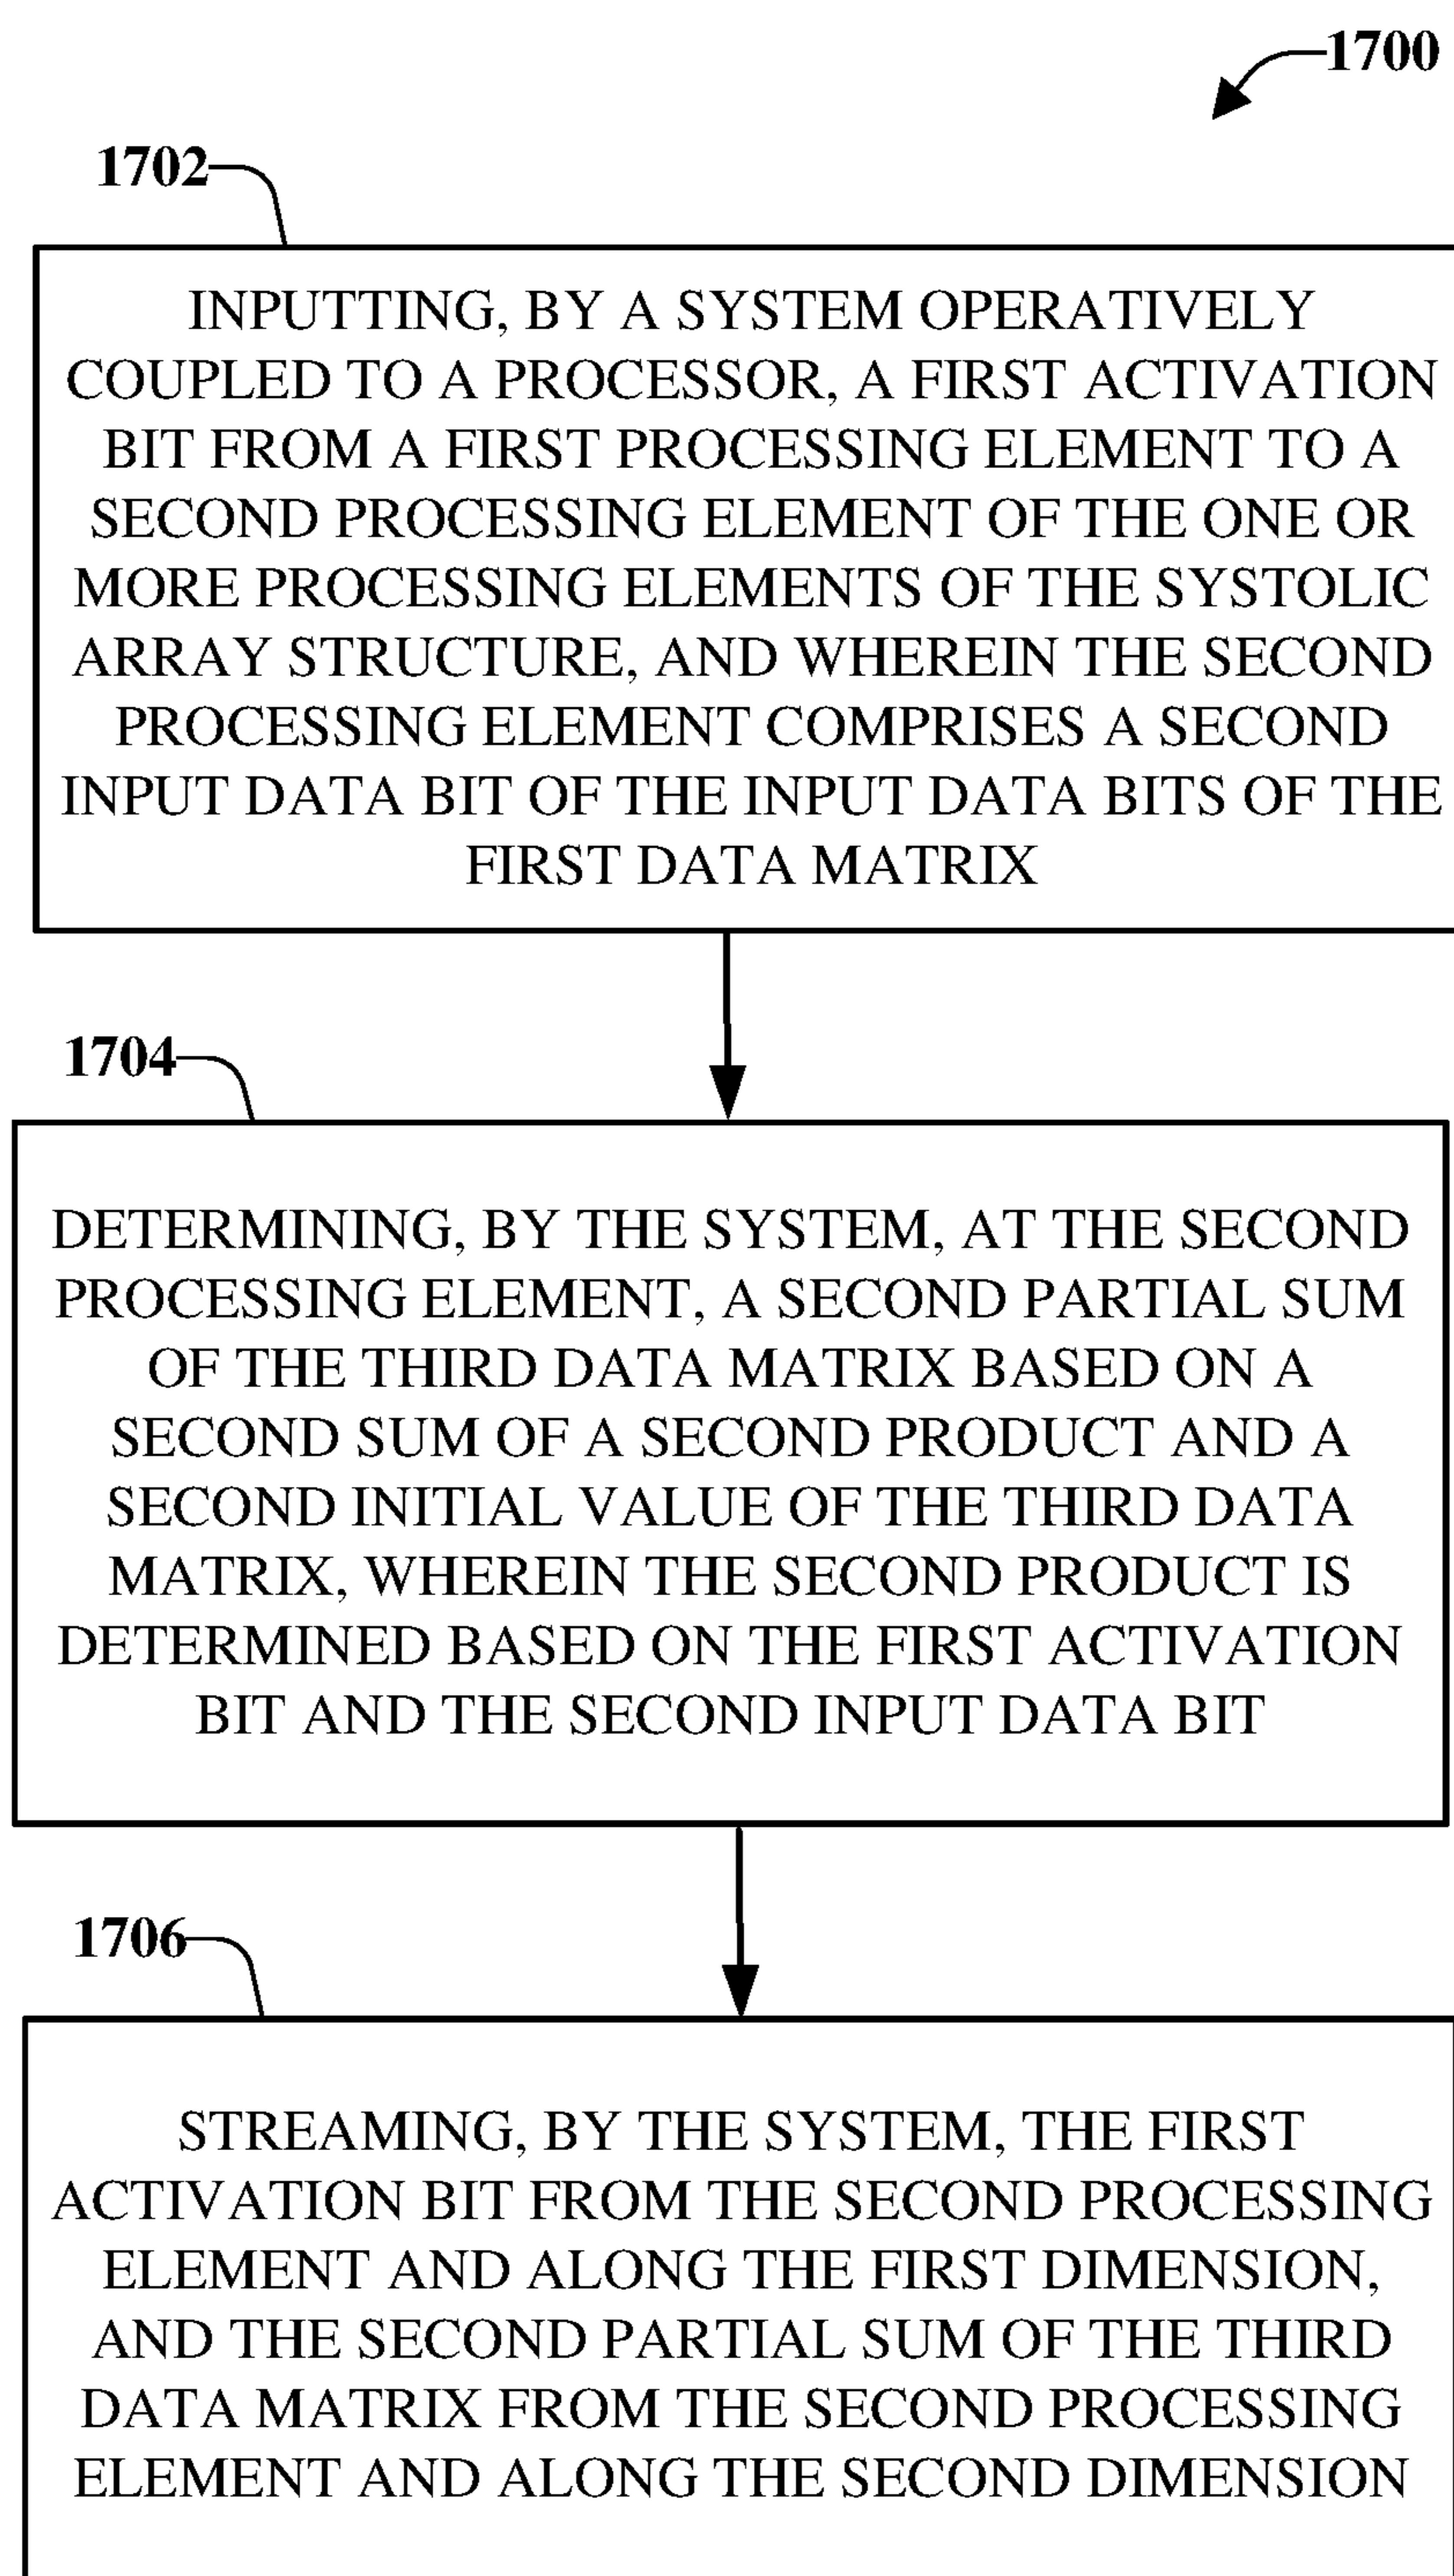 1700
1702
INPUTTING, BY A SYSTEM OPERATIVELY
COUPLED TO A PROCESSOR, A FIRST ACTIVATION
BIT FROM A FIRST PROCESSING ELEMENT TO A
SECOND PROCESSING ELEMENT OF THE ONE OR
MORE PROCESSING ELEMENTS OF THE SYSTOLIC
ARRAY STRUCTURE, AND WHEREIN THE SECOND
PROCESSING ELEMENT COMPRISES A SECOND
INPUT DATA BIT OF THE INPUT DATA BITS OF THE
FIRST DATA MATRIX
1704
DETERMINING, BY THE SYSTEM, AT THE SECOND
PROCESSING ELEMENT, A SECOND PARTIAL SUM
OF THE THIRD DATA MATRIX BASED ON A
SECOND SUM OF A SECOND PRODUCT AND A
SECOND INITIAL VALUE OF THE THIRD DATA
MATRIX, WHEREIN THE SECOND PRODUCT IS
DETERMINED BASED ON THE FIRST ACTIVATION
BIT AND THE SECOND INPUT DATA BIT
1706
STREAMING, BY THE SYSTEM, THE FIRST
ACTIVATION BIT FROM THE SECOND PROCESSING
ELEMENT AND ALONG THE FIRST DIMENSION,
AND THE SECOND PARTIAL SUM OF THE THIRD
DATA MATRIX FROM THE SECOND PROCESSING
ELEMENT AND ALONG THE SECOND DIMENSION